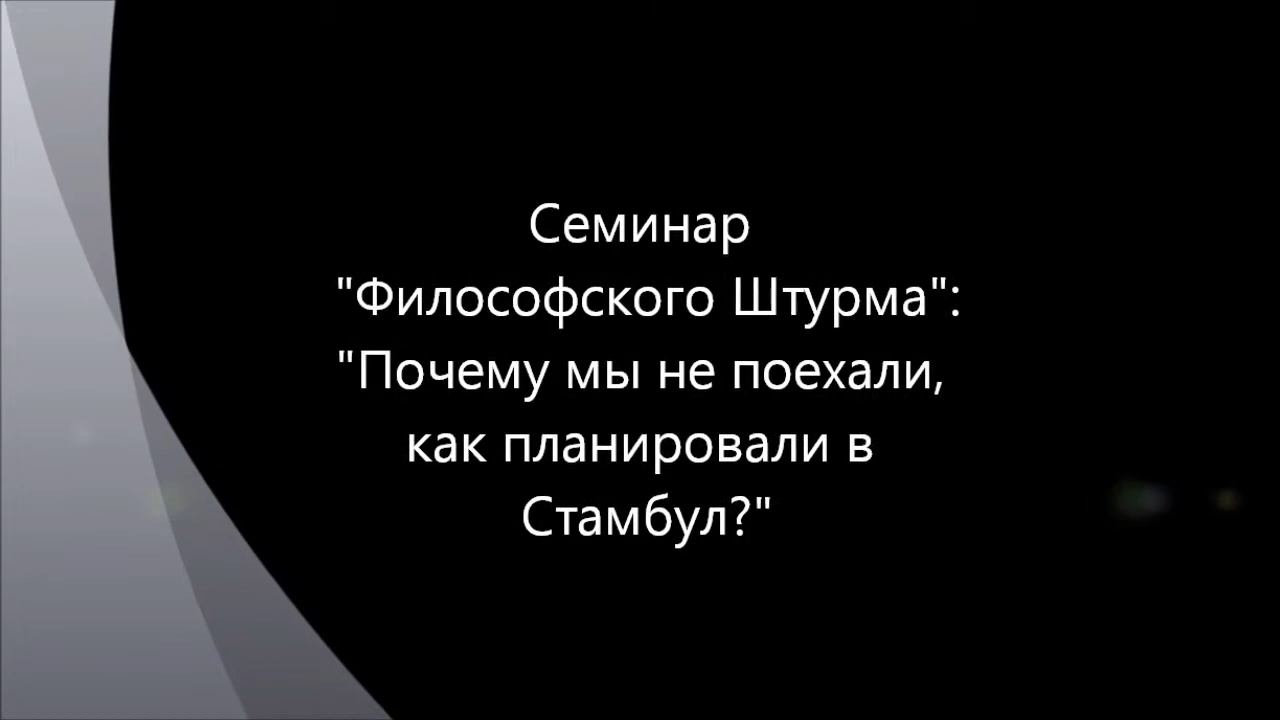 Семинар
"Философского Штурма":
"Почему мы не поехали,
как планировали в
Стамбул?"